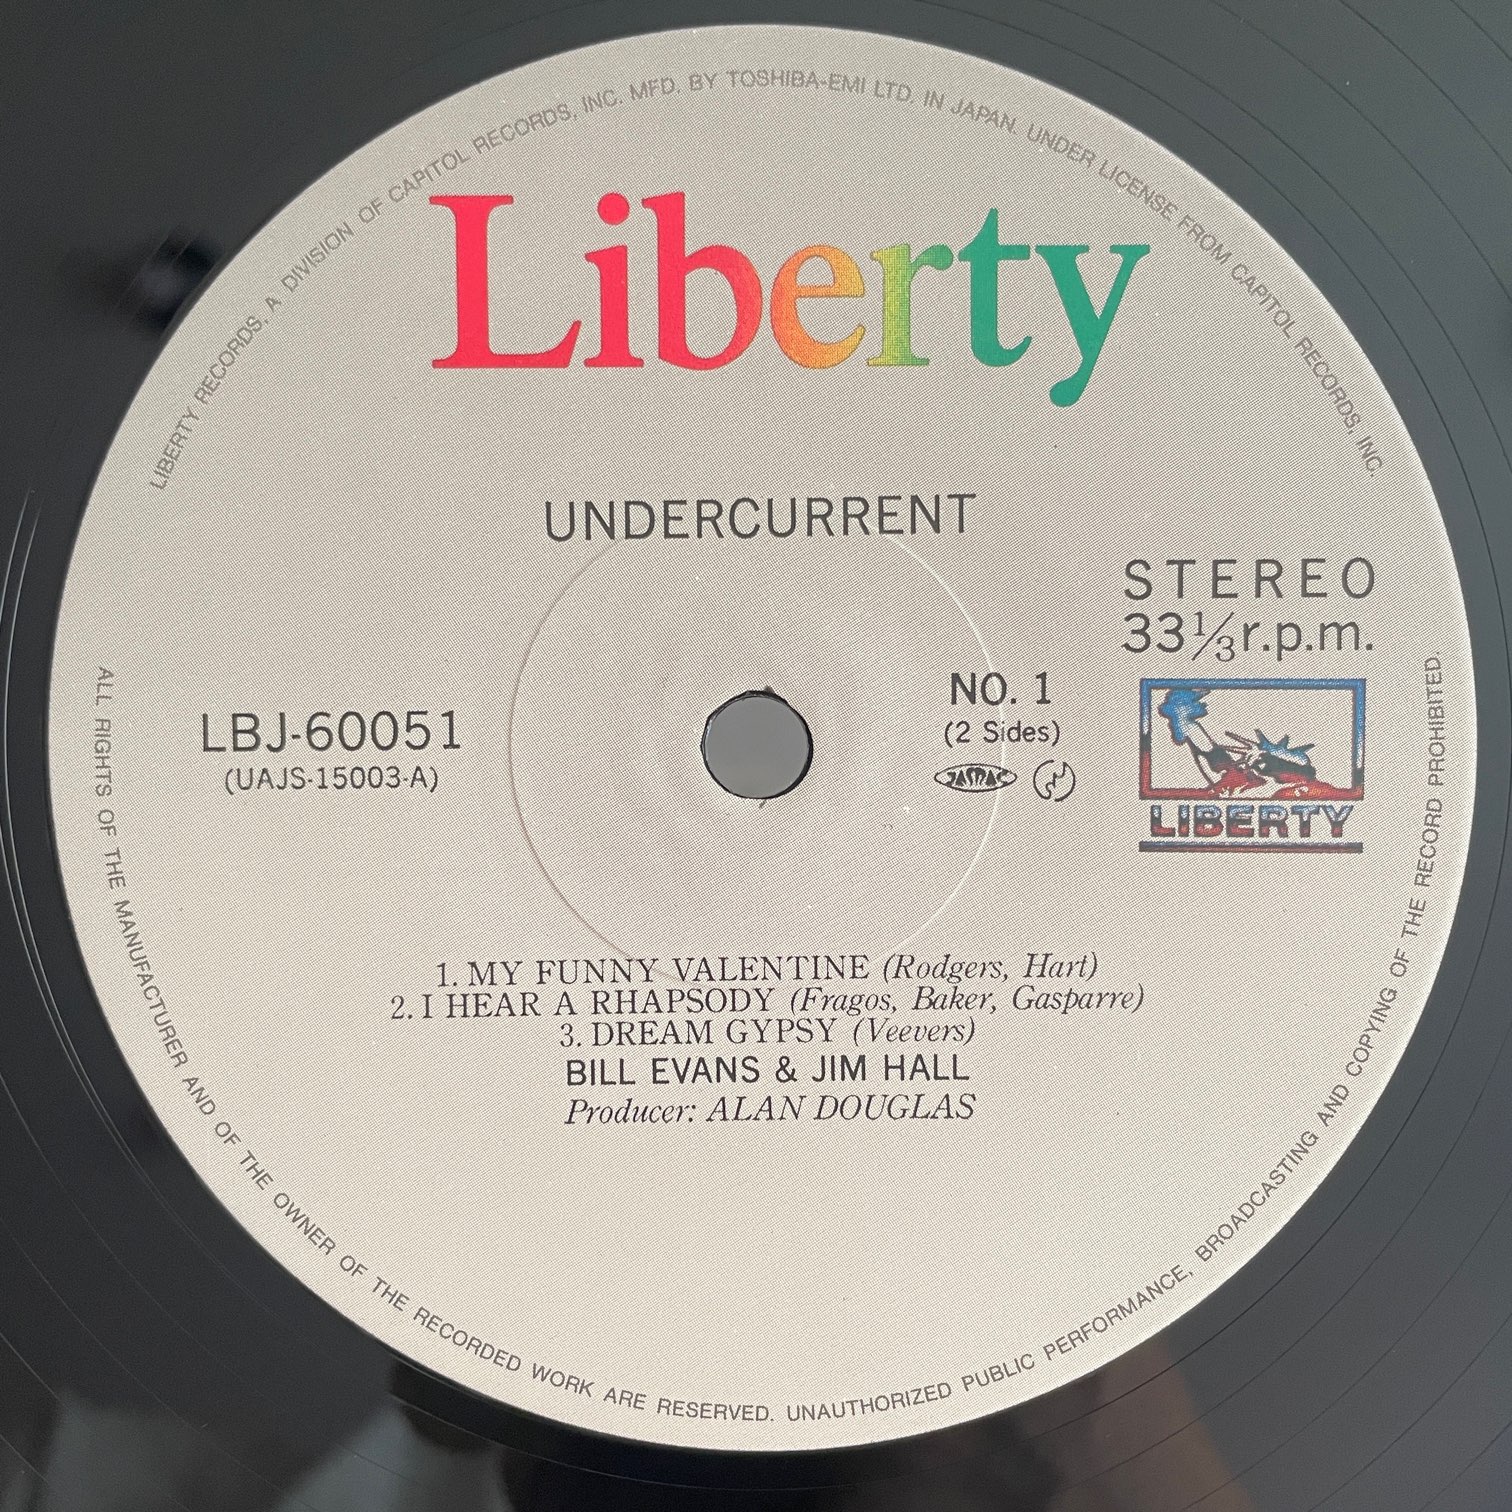 LIBERTY RECORDS, A DIVISION OF CAPITOL RECORDS, INC. MFD. BY TOSHIBA-EMI LTD. IN JAPAN. UNDER LICENSE FROM CAPITOL RECORDS, INC.
Liberty
UNDERCURRENT
STEREO
33 1/3 r.p.m.
LBJ-60051
(UAJS-15003-A)
NO. 1
(2 Sides)
JASRAC
LIBERTY
1. MY FUNNY VALENTINE (Rodgers, Hart)
2. I HEAR A RHAPSODY (Fragos, Baker, Gasparre)
3. DREAM GYPSY (Veevers)
BILL EVANS & JIM HALL
Producer: ALAN DOUGLAS
ALL RIGHTS OF THE MANUFACTURER AND OF THE OWNER OF THE RECORDED WORK ARE RESERVED. UNAUTHORIZED PUBLIC PERFORMANCE, BROADCASTING AND COPYING OF THE RECORD PROHIBITED.